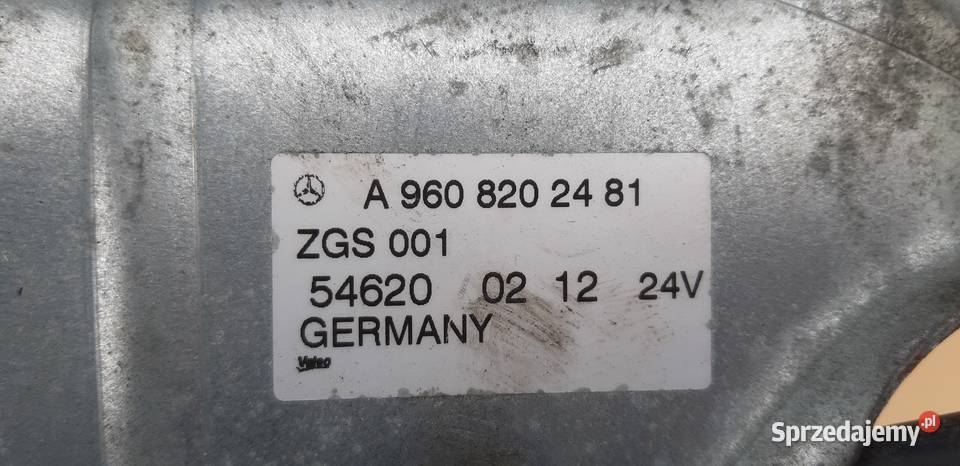 A 960 820 24 81
ZGS 001
54620 02 12 24V
GERMANY
Valeo
Sprzedajemy.pl